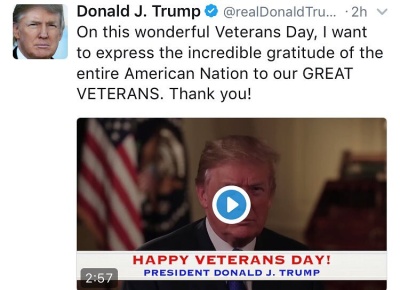 Donald J. Trump @realDonaldTru... · 2h
On this wonderful Veterans Day, I want
to express the incredible gratitude of the
entire American Nation to our GREAT
VETERANS. Thank you!
HAPPY VETERANS DAY!
PRESIDENT DONALD J. TRUMP
2:57